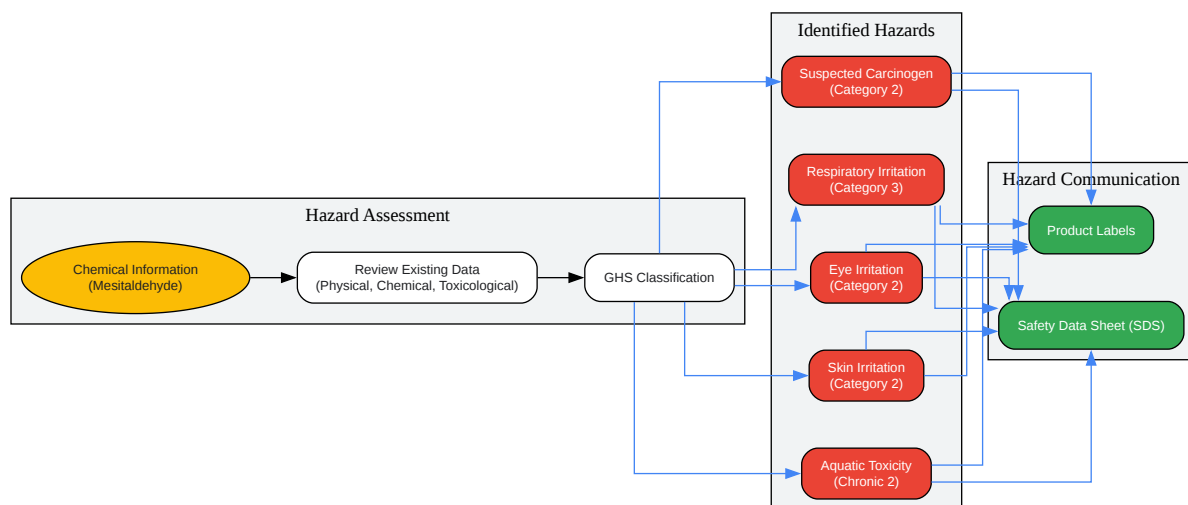 Hazard Assessment
Chemical Information
(Mesitaldehyde)
Review Existing Data
(Physical, Chemical, Toxicological)
GHS Classification
Identified Hazards
Suspected Carcinogen
(Category 2)
Respiratory Irritation
(Category 3)
Eye Irritation
(Category 2)
Skin Irritation
(Category 2)
Aquatic Toxicity
(Chronic 2)
Hazard Communication
Product Labels
Safety Data Sheet (SDS)